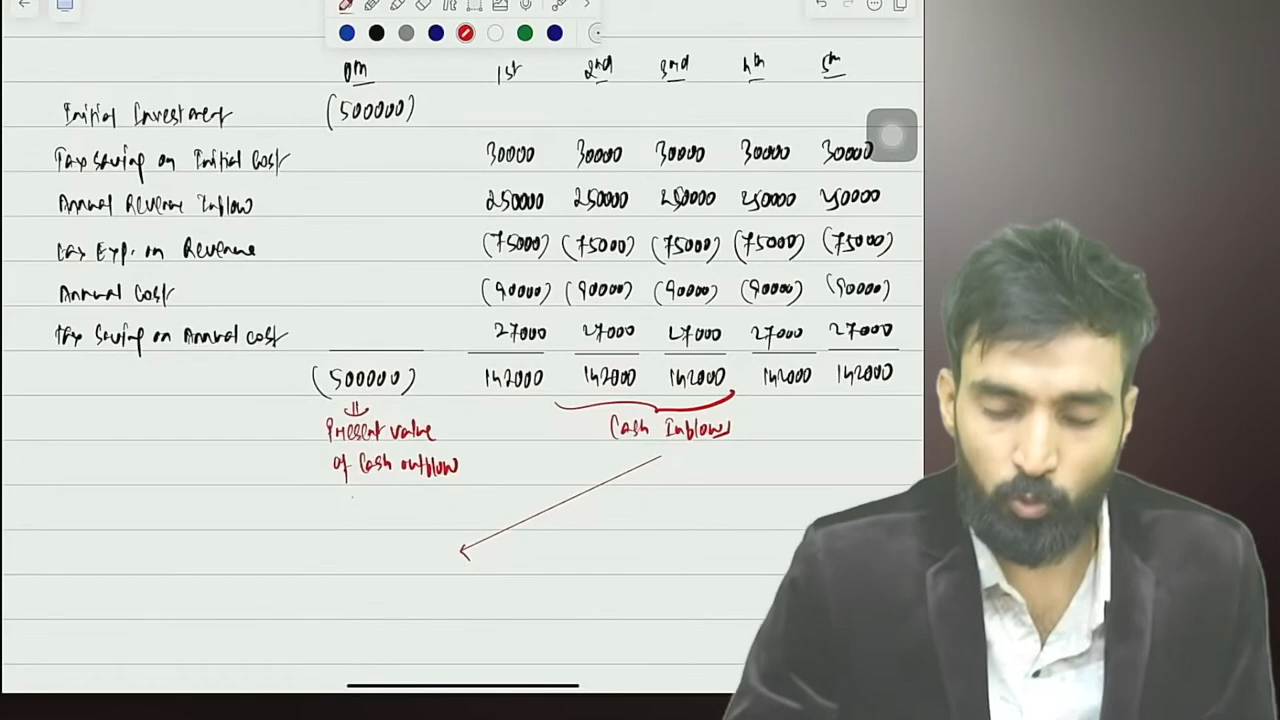 0th 1st 2nd 3rd 4th 5th
Initial Investment (500000)
Tax Saving on Initial Cost 30000 30000 30000 30000 30000
Annual Revenue Inflow 250000 250000 250000 250000 250000
Tax Exp. on Revenue (75000) (75000) (75000) (75000) (75000)
Annual Cost (90000) (90000) (90000) (90000) (90000)
Tax Saving on Annual cost 27000 27000 27000 27000 27000
(500000) 142000 142000 142000 142000 142000
Present value
of Cash outflow
Cash Inflows